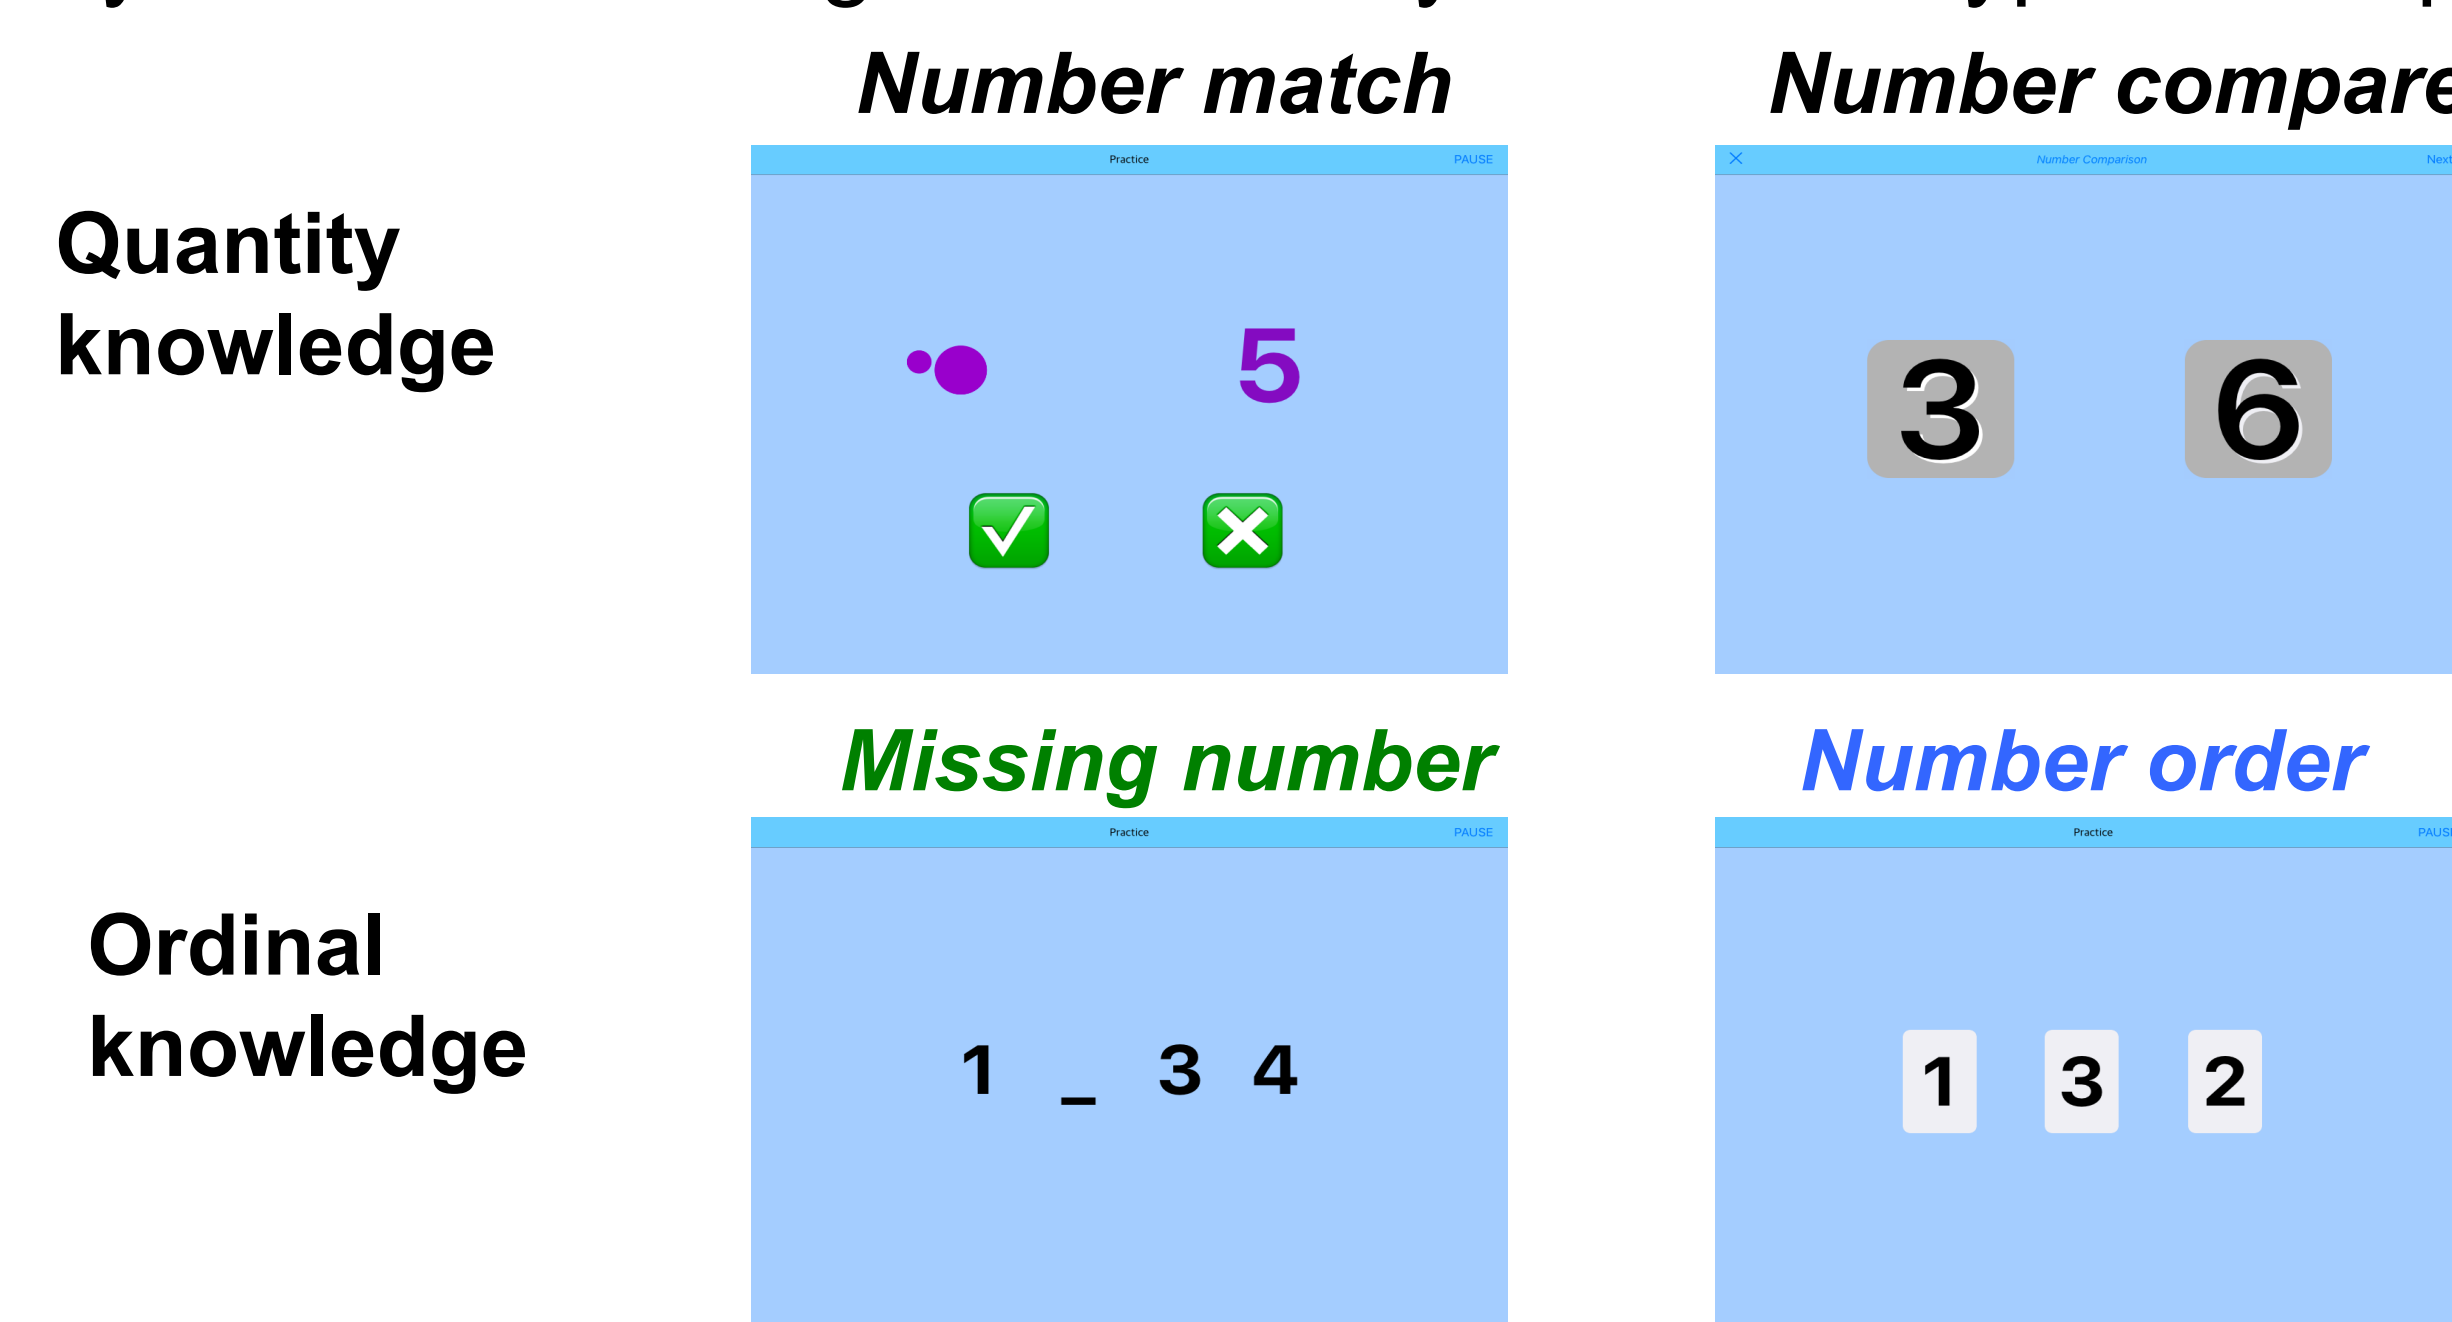 Number match
Number compare
Practice PAUSE
Number Comparison Next
Quantity
knowledge
5
3 6
Missing number
Number order
Practice PAUSE
Practice PAUSE
Ordinal
knowledge
1 _ 3 4
1 3 2